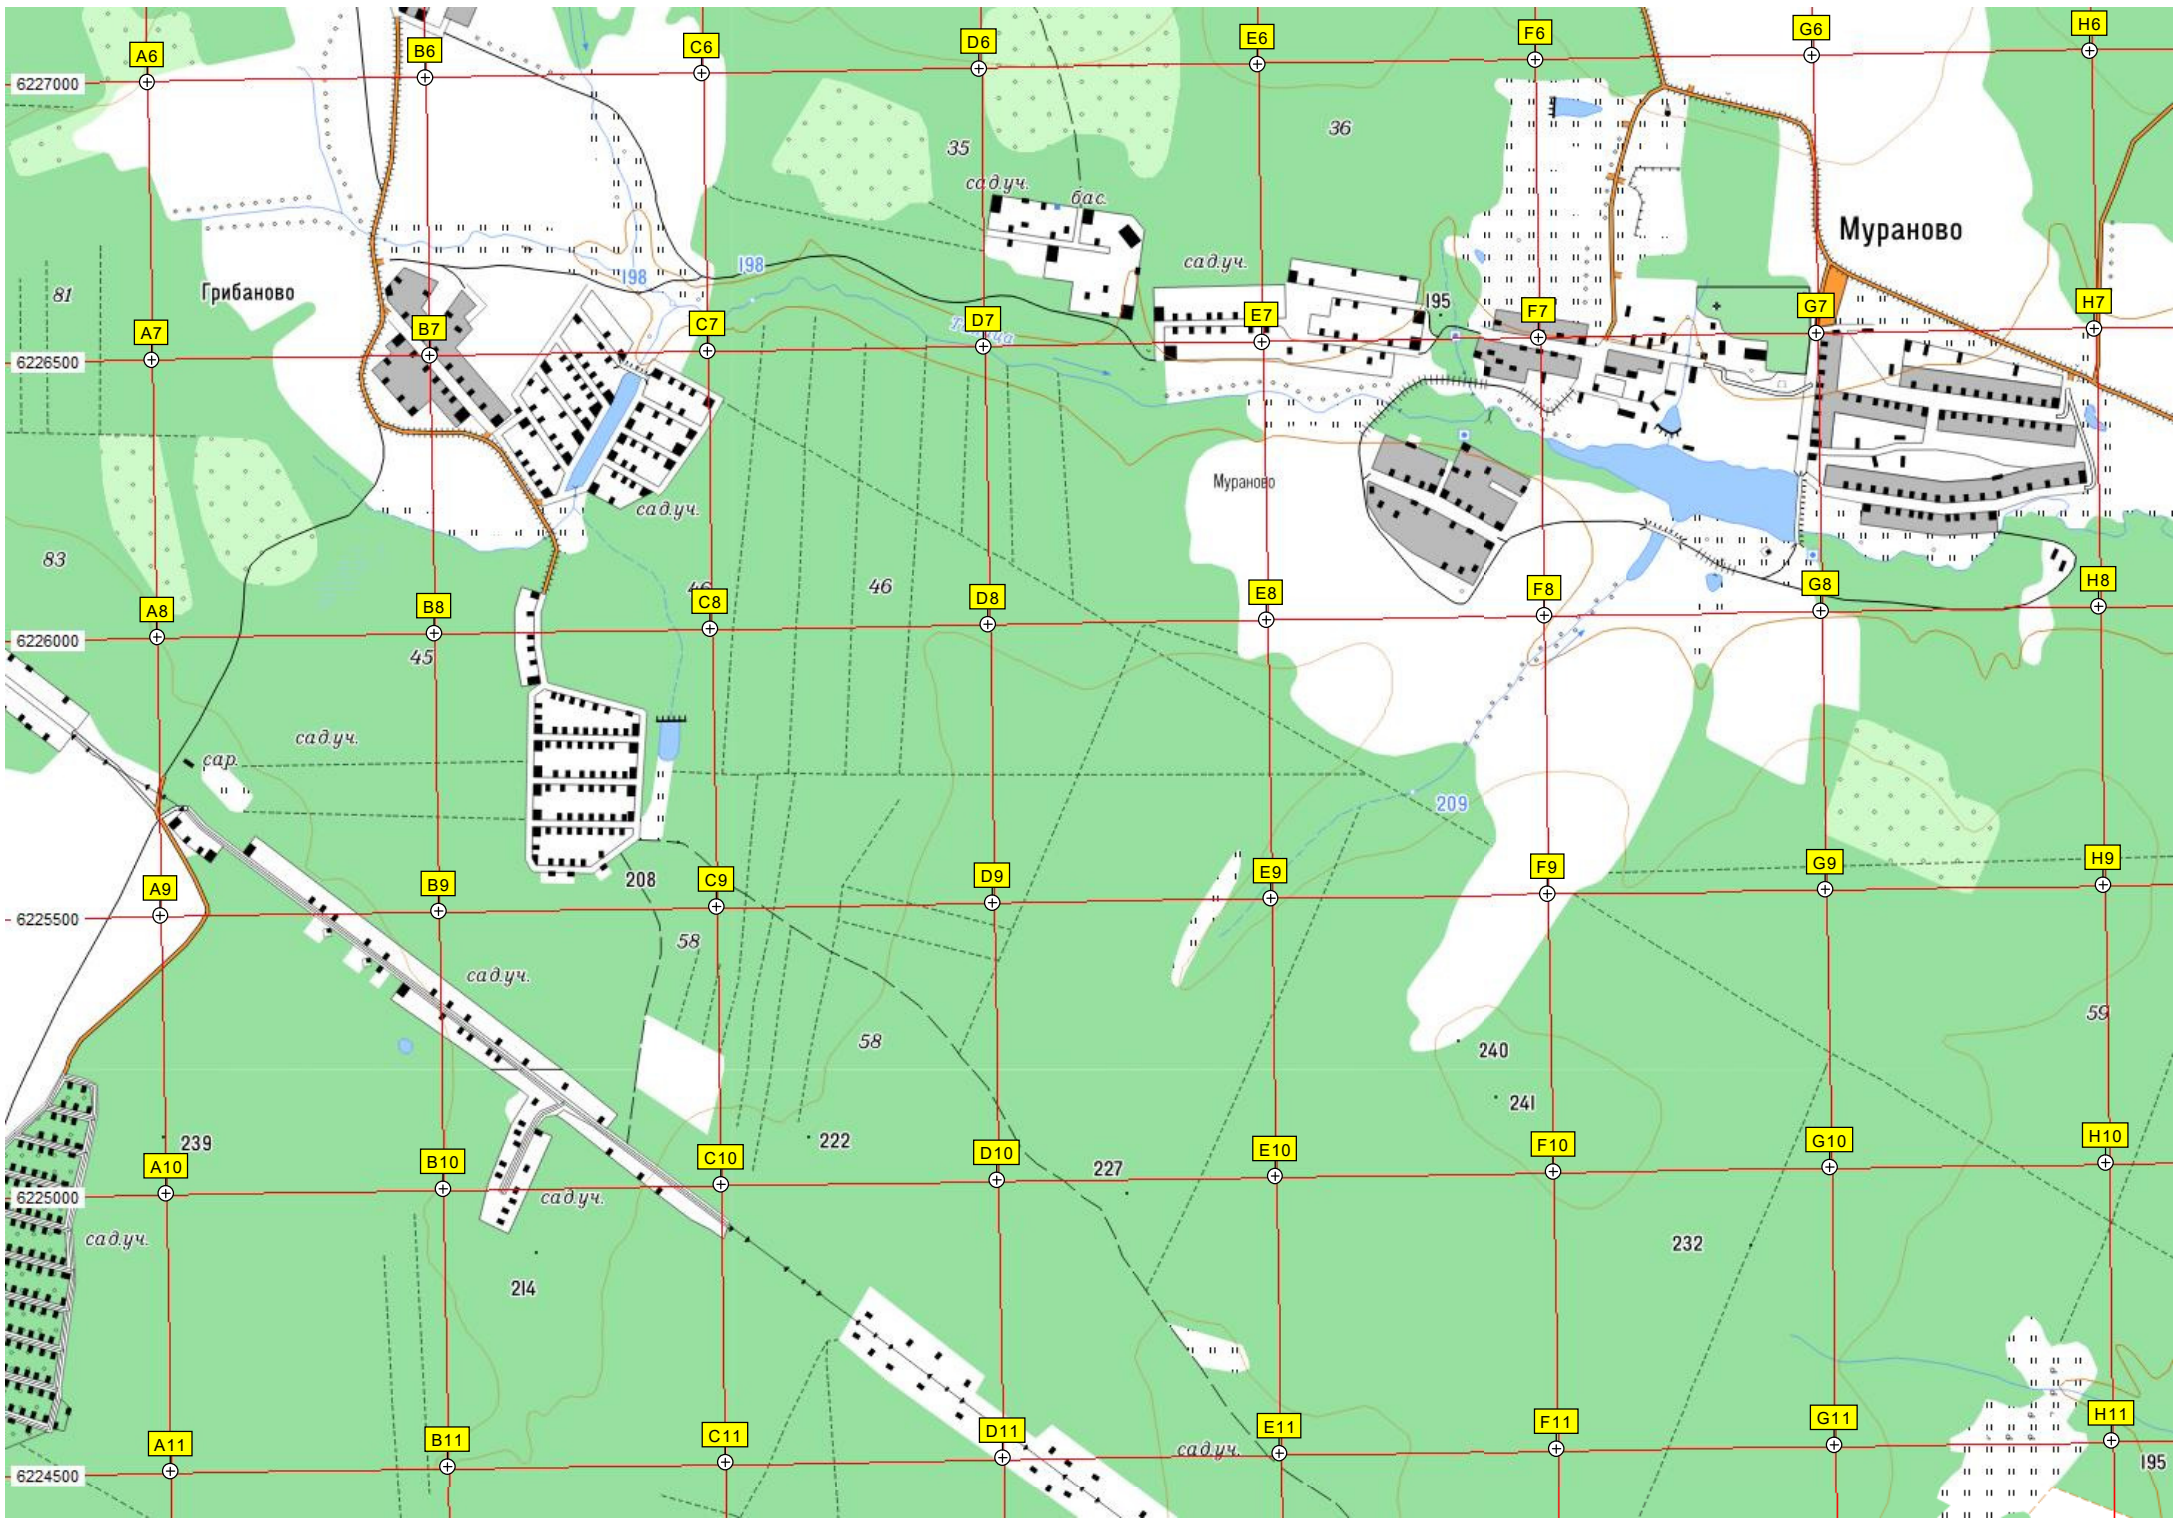 A6
B6
C6
D6
E6
F6
G6
H6
6227000
35
36
сад.уч.
бас.
Мураново
198
198
сад.уч.
81
Грибаново
195
A7
B7
C7
D7
E7
F7
G7
H7
6226500
Мураново
сад.уч.
83
46
A8
B8
C8
D8
E8
F8
G8
H8
6226000
45
сад.уч.
сар.
209
208
A9
B9
C9
D9
E9
F9
G9
H9
6225500
58
сад.уч.
59
58
240
241
239
222
227
A10
B10
C10
D10
E10
F10
G10
H10
6225000
сад.уч.
сад.уч.
232
214
A11
B11
C11
D11
E11
F11
G11
H11
сад.уч.
195
6224500